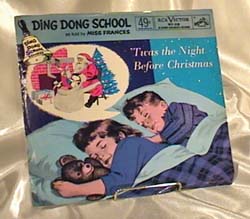 DING DONG SCHOOL
as told by MISS FRANCES
49¢
RCA VICTOR
'Twas the Night
Before Christmas